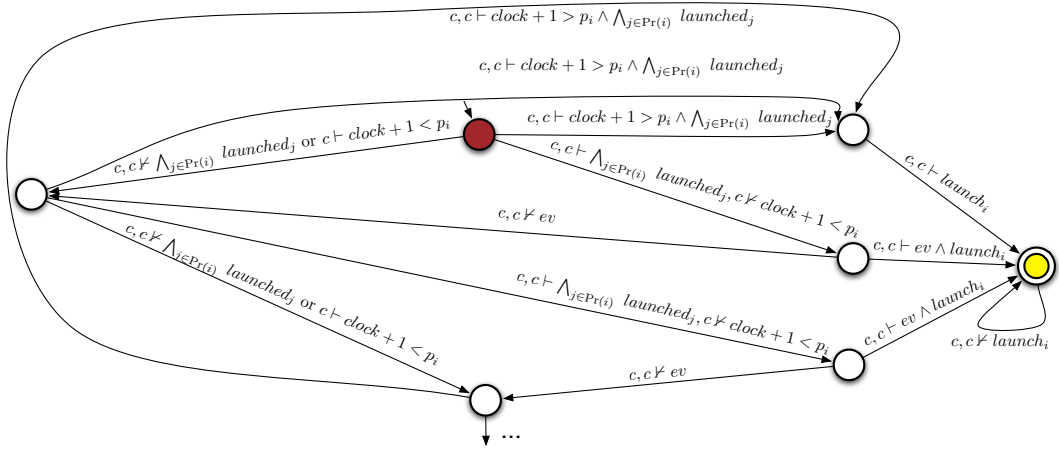 c, c ⊢ clock + 1 > p_i ∧ ⋀_{j∈Pr(i)} launched_j
c, c ⊢ clock + 1 > p_i ∧ ⋀_{j∈Pr(i)} launched_j
c, c ⊢ clock + 1 > p_i ∧ ⋀_{j∈Pr(i)} launched_j
c, c ⊬ ⋀_{j∈Pr(i)} launched_j or c ⊢ clock + 1 < p_i
c, c ⊢ ⋀_{j∈Pr(i)} launched_j, c ⊬ clock + 1 < p_i
c, c ⊢ launch_i
c, c ⊬ ev
c, c ⊢ ev ∧ launch_i
c, c ⊬ ⋀_{j∈Pr(i)} launched_j or c ⊢ clock + 1 < p_i
c, c ⊢ ⋀_{j∈Pr(i)} launched_j, c ⊬ clock + 1 < p_i
c, c ⊢ ev ∧ launch_i
c, c ⊬ launch_i
c, c ⊬ ev
...